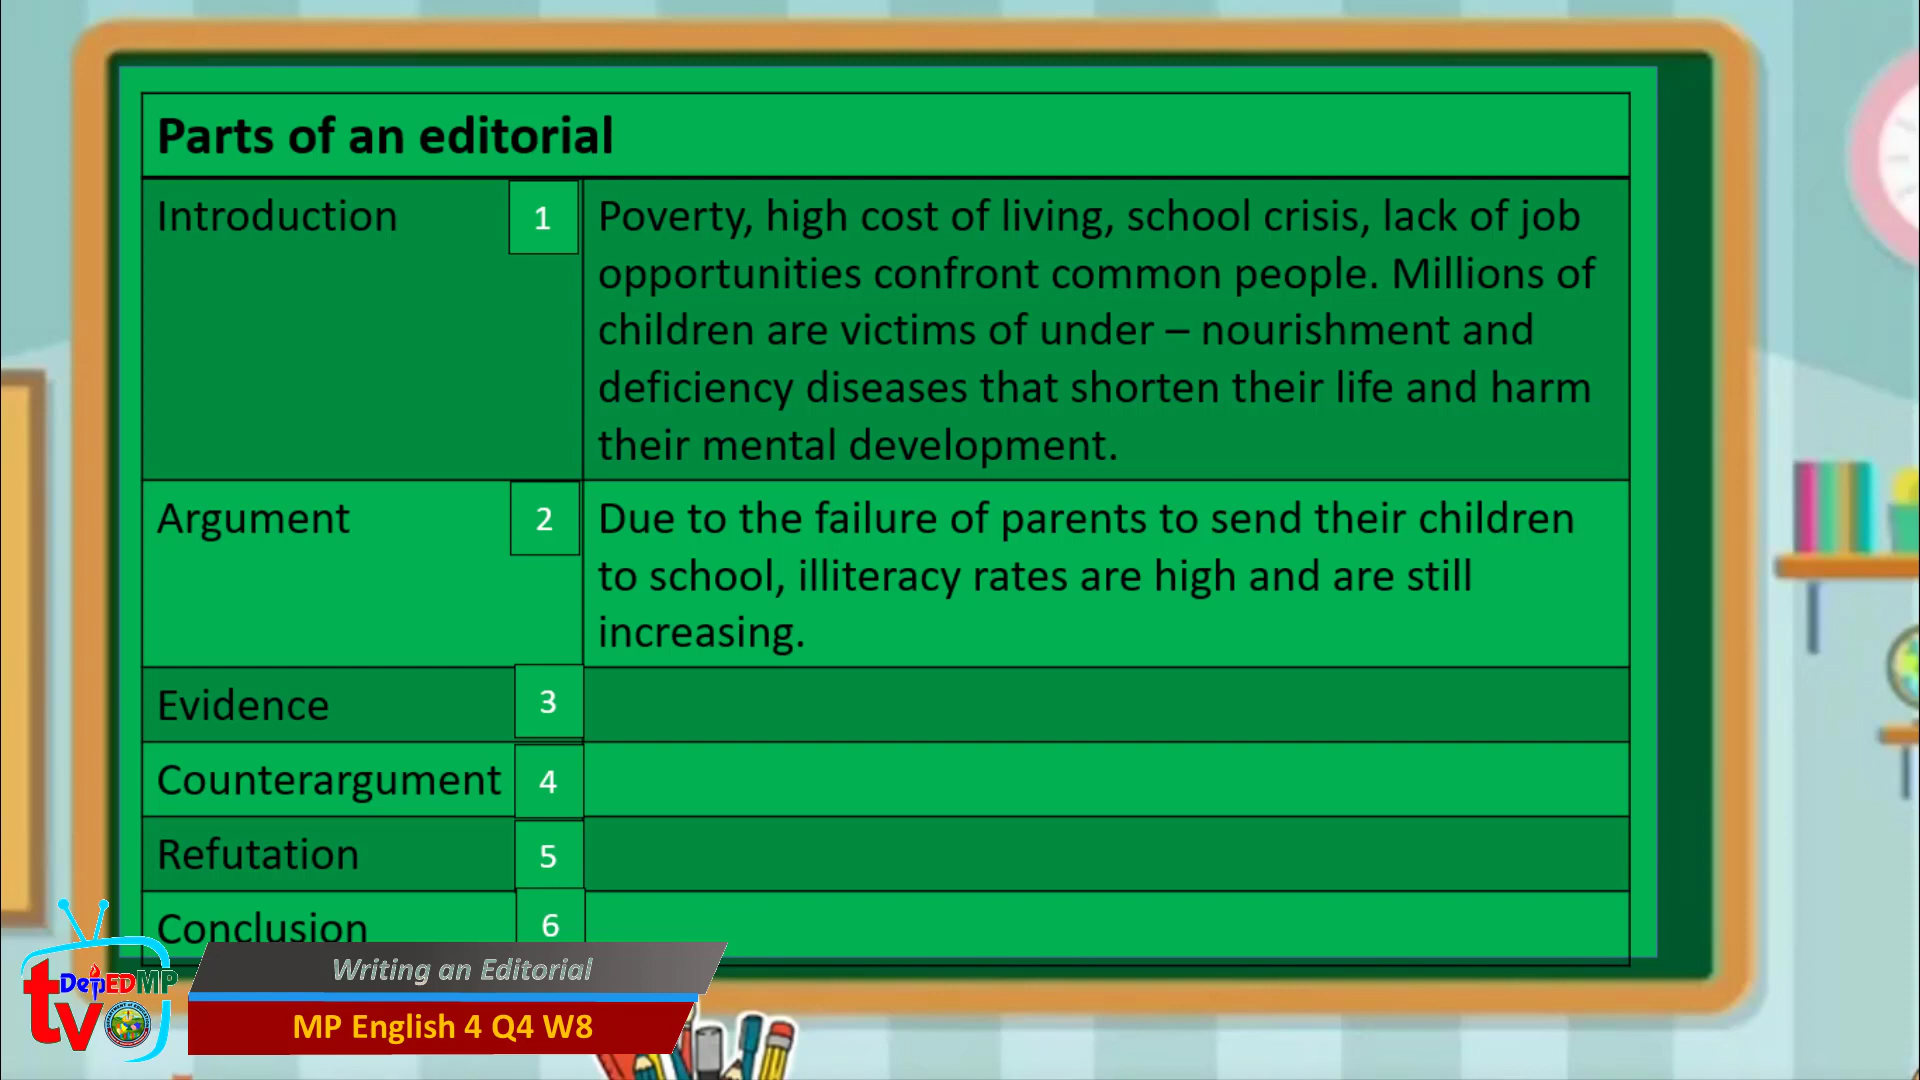 Parts of an editorial
Introduction 1 Poverty, high cost of living, school crisis, lack of job
opportunities confront common people. Millions of
children are victims of under – nourishment and
deficiency diseases that shorten their life and harm
their mental development.
Argument 2 Due to the failure of parents to send their children
to school, illiteracy rates are high and are still
increasing.
Evidence 3
Counterargument 4
Refutation 5
Conclusion 6
Writing an Editorial
DepEDMP
tv
MP English 4 Q4 W8